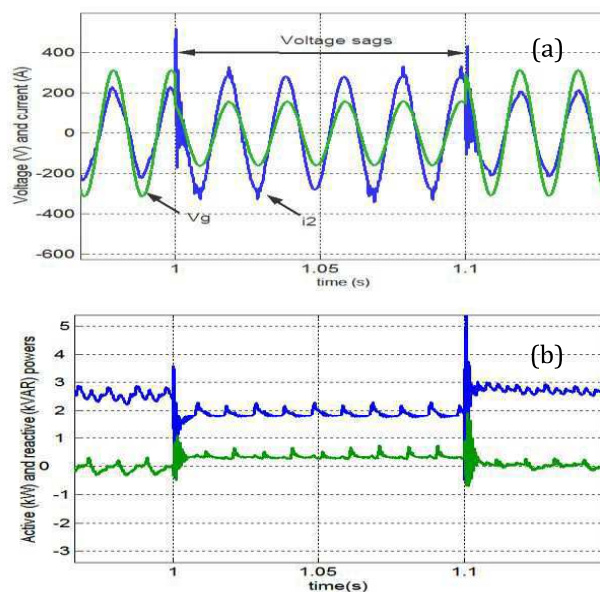 (a)
Voltage sags
Voltage (V) and current (A)
400
200
0
-200
-400
-600
Vg
i2
1
1.05
1.1
time (s)
(b)
Active (kW) and reactive (kVAR) powers
5
4
3
2
1
0
-1
-2
-3
1
1.05
1.1
time(s)